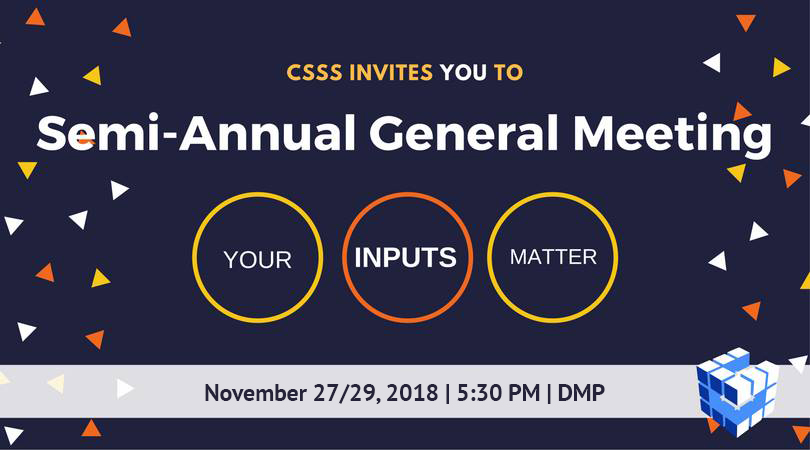 CSSS INVITES YOU TO
Semi-Annual General Meeting
YOUR INPUTS MATTER
November 27/29, 2018 | 5:30 PM | DMP